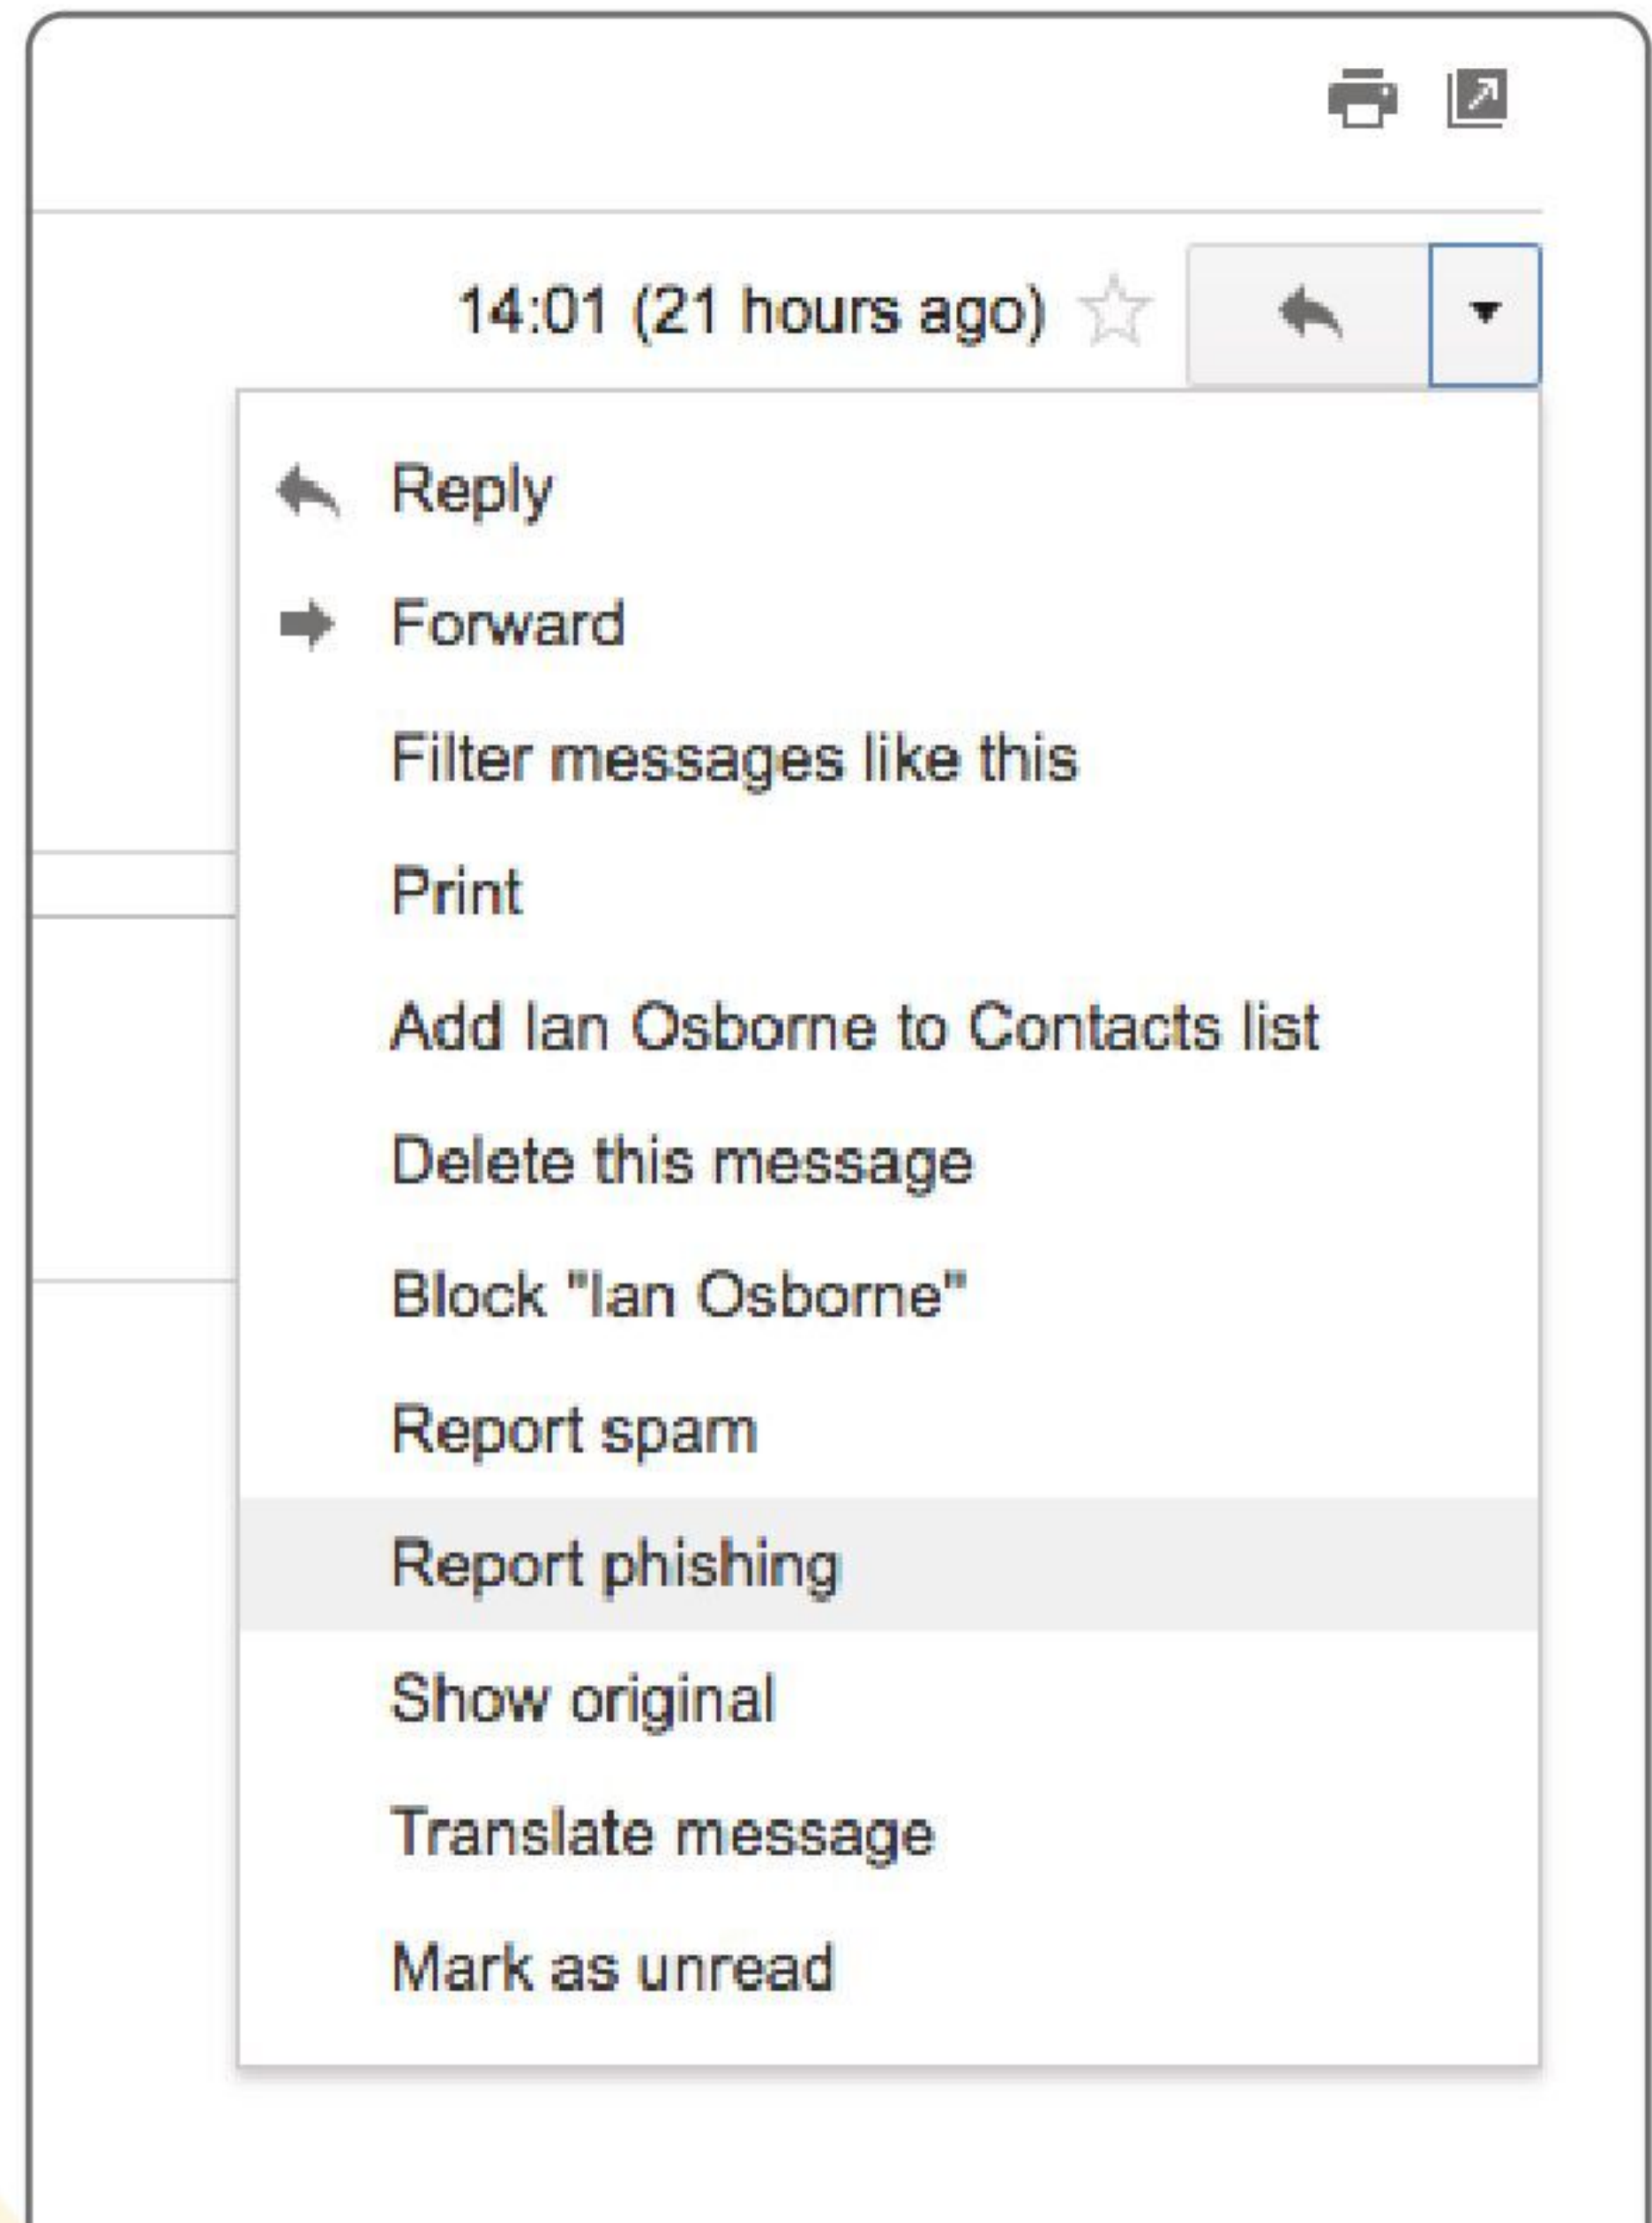 14:01 (21 hours ago)
Reply
Forward
Filter messages like this
Print
Add Ian Osborne to Contacts list
Delete this message
Block "Ian Osborne"
Report spam
Report phishing
Show original
Translate message
Mark as unread